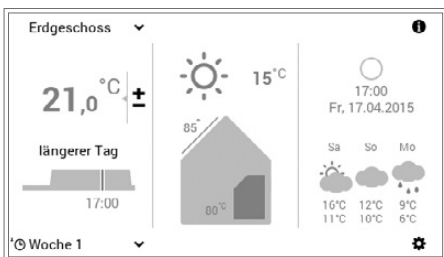 Erdgeschoss
21,0 °C ±
längerer Tag
17:00
Woche 1
15°C
85°
00°C
17:00
Fr, 17.04.2015
Sa So Mo
16°C 12°C 9°C
11°C 10°C 6°C